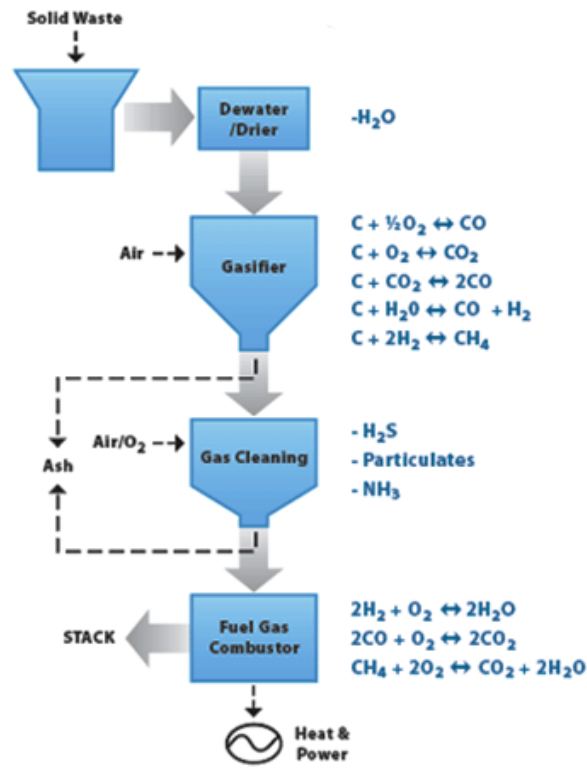 Solid Waste
Dewater
/Drier
-H₂O
Air
Gasifier
C + ½O₂ ↔ CO
C + O₂ ↔ CO₂
C + CO₂ ↔ 2CO
C + H₂0 ↔ CO + H₂
C + 2H₂ ↔ CH₄
Air/O₂
Ash
Gas Cleaning
- H₂S
- Particulates
- NH₃
STACK
Fuel Gas
Combustor
2H₂ + O₂ ↔ 2H₂O
2CO + O₂ ↔ 2CO₂
CH₄ + 2O₂ ↔ CO₂ + 2H₂0
Heat &
Power